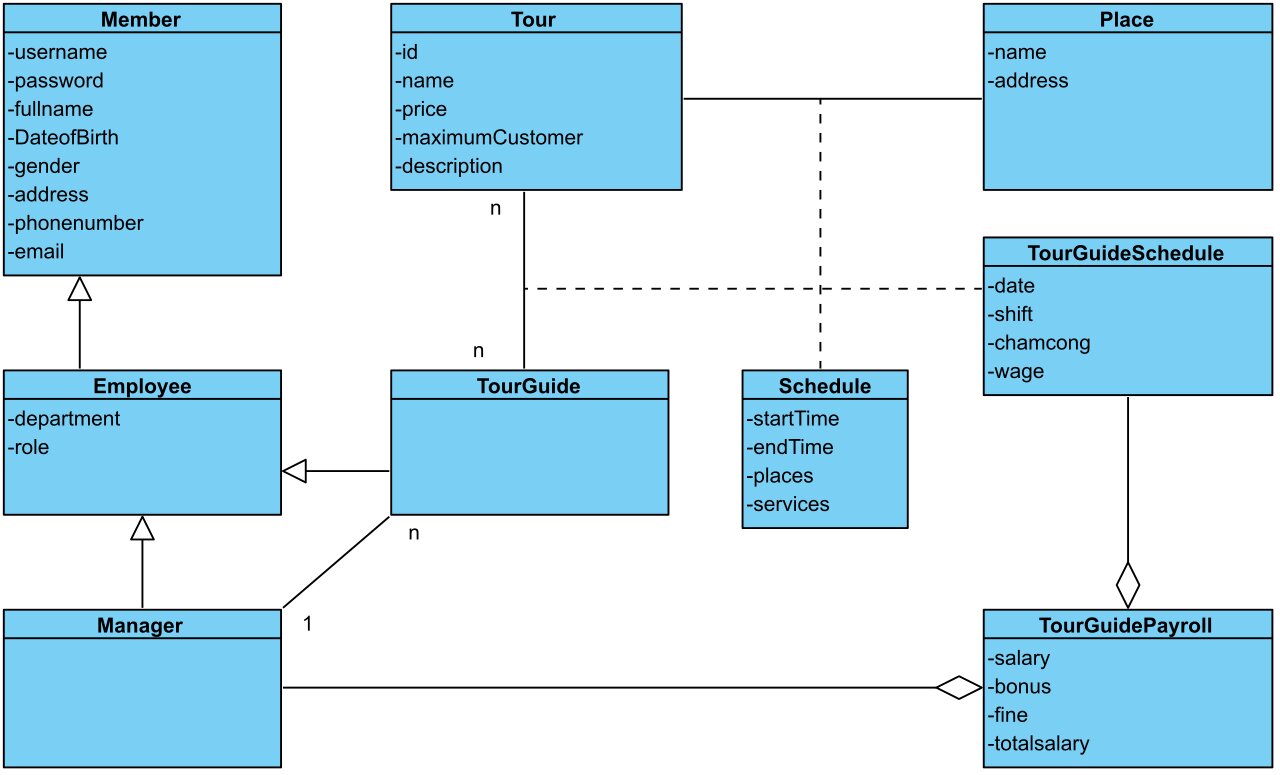 Member
-username
-password
-fullname
-DateofBirth
-gender
-address
-phonenumber
-email
Tour
-id
-name
-price
-maximumCustomer
-description
Place
-name
-address
n
n
TourGuideSchedule
-date
-shift
-chamcong
-wage
Employee
-department
-role
TourGuide
Schedule
-startTime
-endTime
-places
-services
n
1
Manager
TourGuidePayroll
-salary
-bonus
-fine
-totalsalary